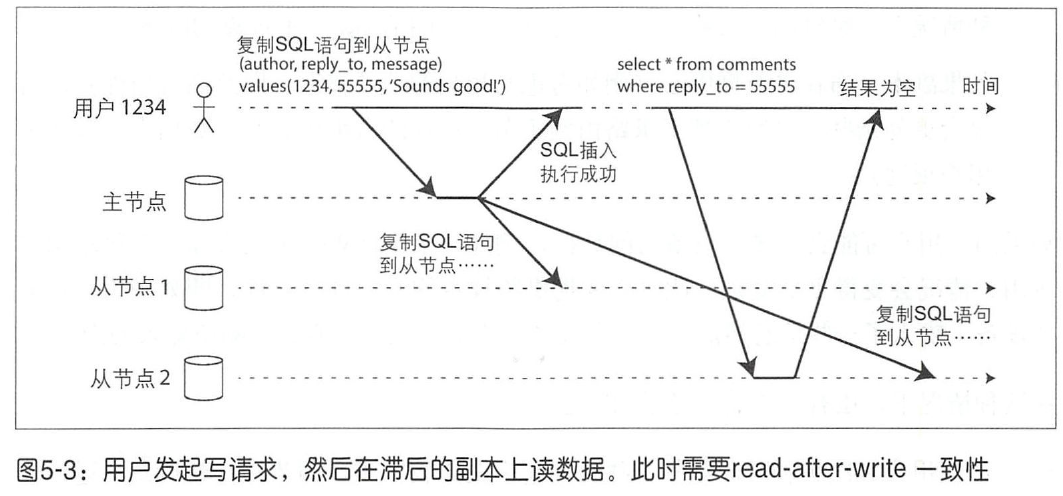 复制SQL语句到从节点
(author, reply_to, message)
values(1234, 55555, ‘Sounds good!’)
select * from comments
where reply_to = 55555
结果为空
时间
用户 1234
SQL插入
执行成功
主节点
复制SQL语句
到从节点……
从节点 1
复制SQL语句
到从节点……
从节点 2
图5-3：用户发起写请求，然后在滞后的副本上读数据。此时需要read-after-write 一致性